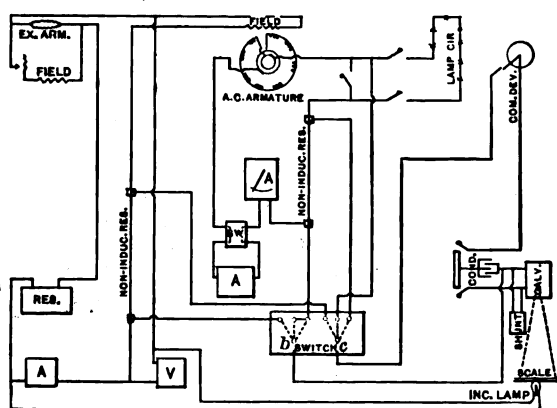 EX. ARM.
FIELD
FIELD
A.C. ARMATURE
LAMP CIR
COM. DEV.
NON-INDUC. RES.
NON-INDUC. RES.
A
SW.
A
COND.
GALV.
SHUNT
RES.
b SWITCH C
A
V
SCALE
INC. LAMP